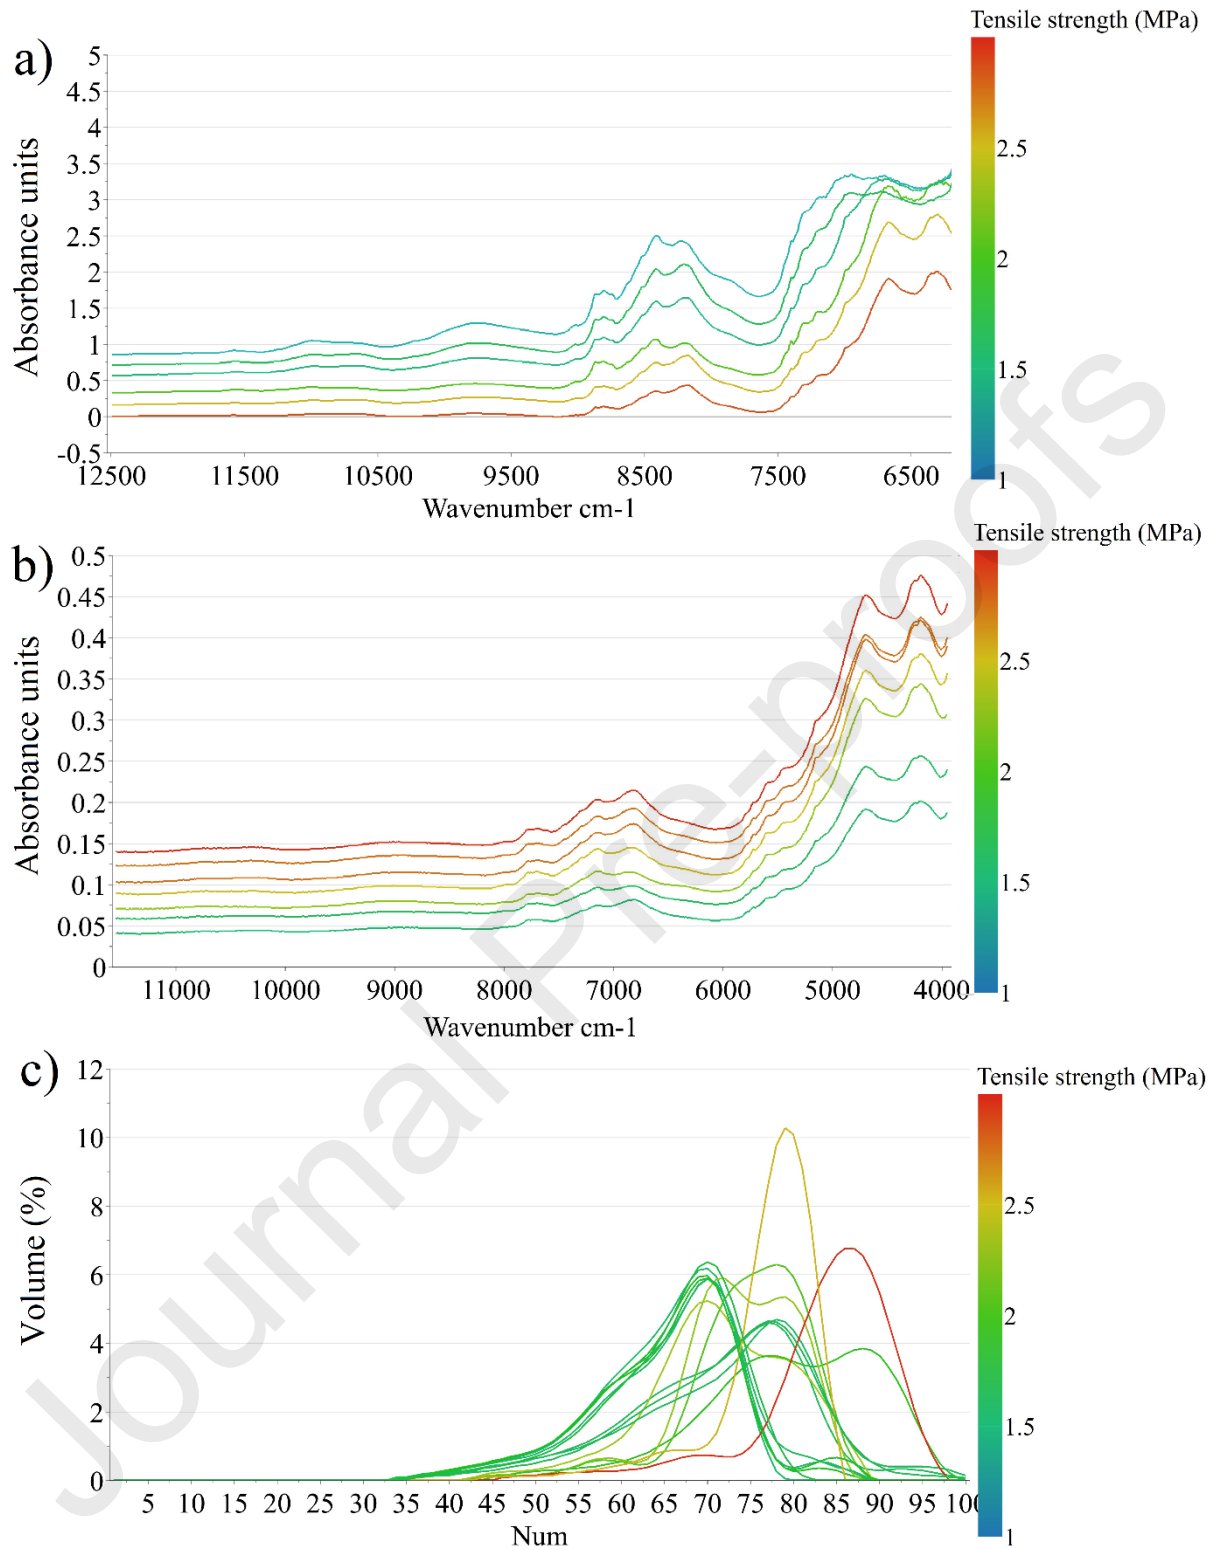 Tensile strength (MPa)
a)
5
4.5
4
3.5
3
2.5
2
1.5
1
0.5
0
-0.5
Absorbance units
12500 11500 10500 9500 8500 7500 6500
Wavenumber cm-1
2.5
2
1.5
1
Tensile strength (MPa)
b)
0.5
0.45
0.4
0.35
0.3
0.25
0.2
0.15
0.1
0.05
0
Absorbance units
11000 10000 9000 8000 7000 6000 5000 4000
Wavenumber cm-1
2.5
2
1.5
1
Tensile strength (MPa)
c)
12
10
8
6
4
2
0
Volume (%)
5 10 15 20 25 30 35 40 45 50 55 60 65 70 75 80 85 90 95 100
Num
2.5
2
1.5
1
Journal Pre-proofs